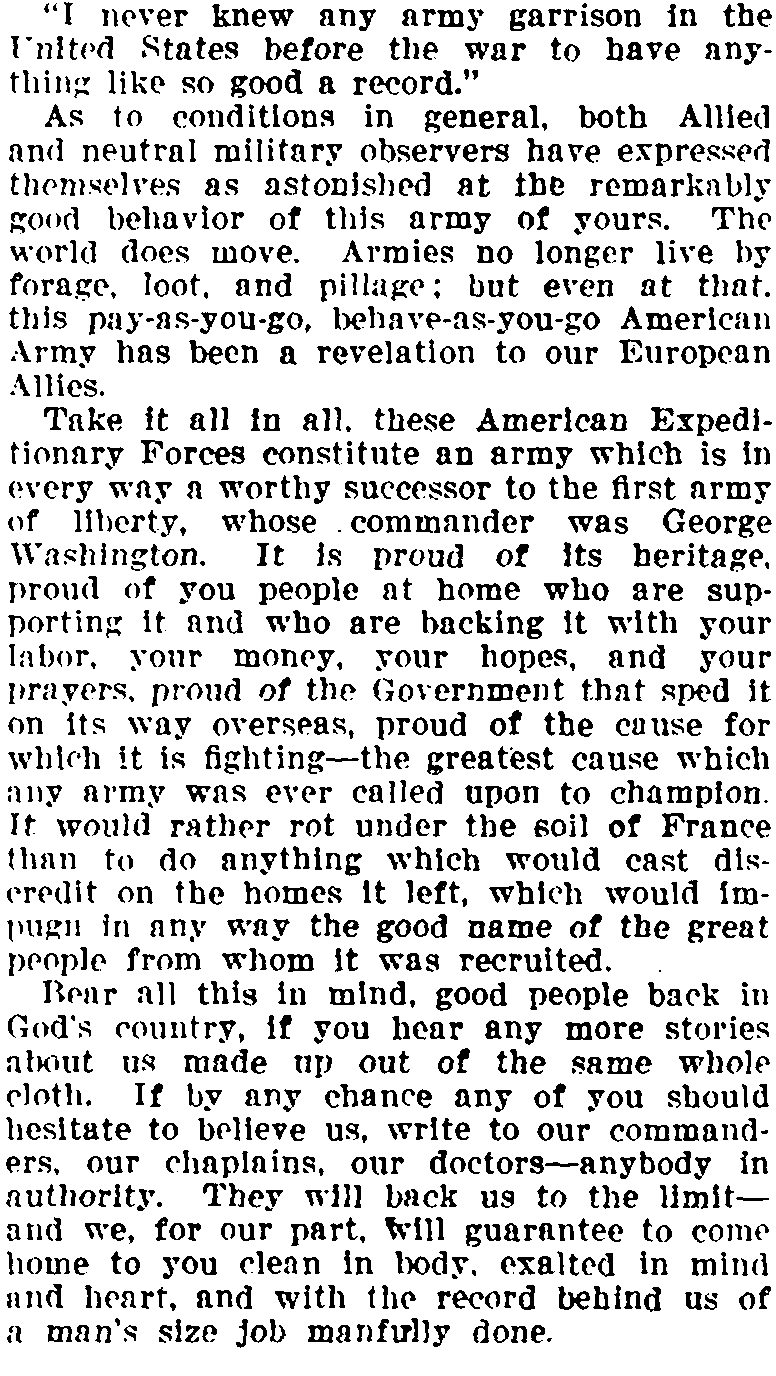 "I never knew any army garrison in the
United States before the war to have any-
thing like so good a record."
As to conditions in general, both Allied
and neutral military observers have expressed
themselves as astonished at the remarkably
good behavior of this army of yours. The
world does move. Armies no longer live by
forage, loot, and pillage; but even at that,
this pay-as-you-go, behave-as-you-go American
Army has been a revelation to our European
Allies.
Take it all in all, these American Expedi-
tionary Forces constitute an army which is in
every way a worthy successor to the first army
of liberty, whose commander was George
Washington. It is proud of its heritage,
proud of you people at home who are sup-
porting it and who are backing it with your
labor, your money, your hopes, and your
prayers, proud of the Government that sped it
on its way overseas, proud of the cause for
which it is fighting—the greatest cause which
any army was ever called upon to champion.
It would rather rot under the soil of France
than to do anything which would cast dis-
credit on the homes it left, which would im-
pugn in any way the good name of the great
people from whom it was recruited.
Bear all this in mind, good people back in
God's country, if you hear any more stories
about us made up out of the same whole
cloth. If by any chance any of you should
hesitate to believe us, write to our command-
ers, our chaplains, our doctors—anybody in
authority. They will back us to the limit—
and we, for our part, will guarantee to come
home to you clean in body, exalted in mind
and heart, and with the record behind us of
a man's size job manfully done.